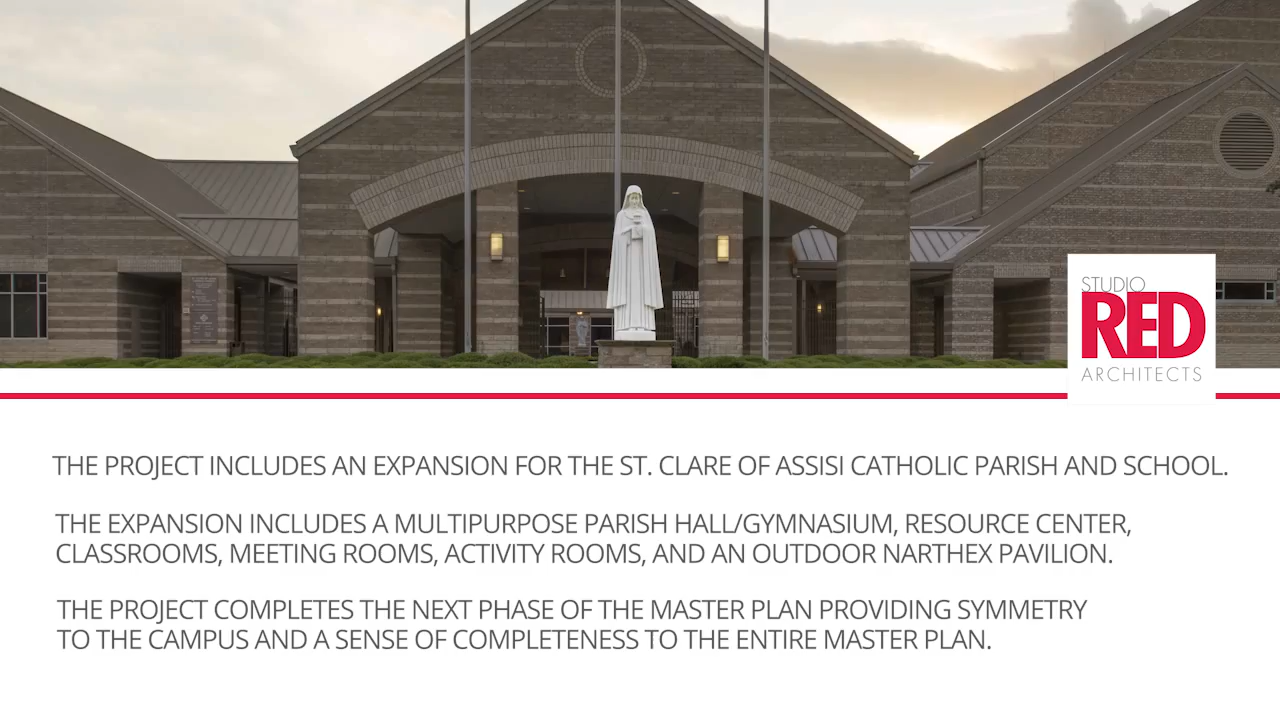 STUDIO
RED
ARCHITECTS
THE PROJECT INCLUDES AN EXPANSION FOR THE ST. CLARE OF ASSISI CATHOLIC PARISH AND SCHOOL.
THE EXPANSION INCLUDES A MULTIPURPOSE PARISH HALL/GYMNASIUM, RESOURCE CENTER,
CLASSROOMS, MEETING ROOMS, ACTIVITY ROOMS, AND AN OUTDOOR NARTHEX PAVILION.
THE PROJECT COMPLETES THE NEXT PHASE OF THE MASTER PLAN PROVIDING SYMMETRY
TO THE CAMPUS AND A SENSE OF COMPLETENESS TO THE ENTIRE MASTER PLAN.